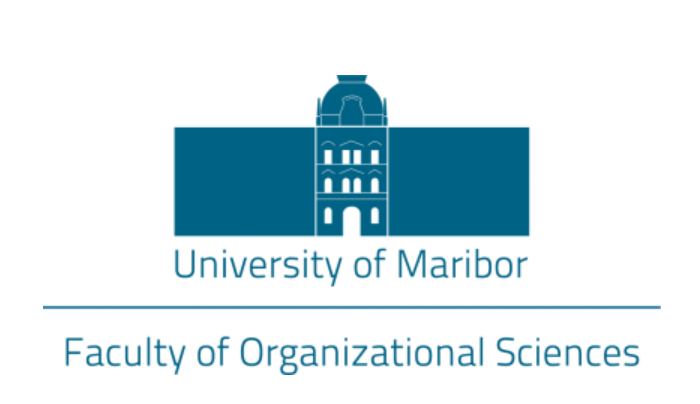 University of Maribor
Faculty of Organizational Sciences